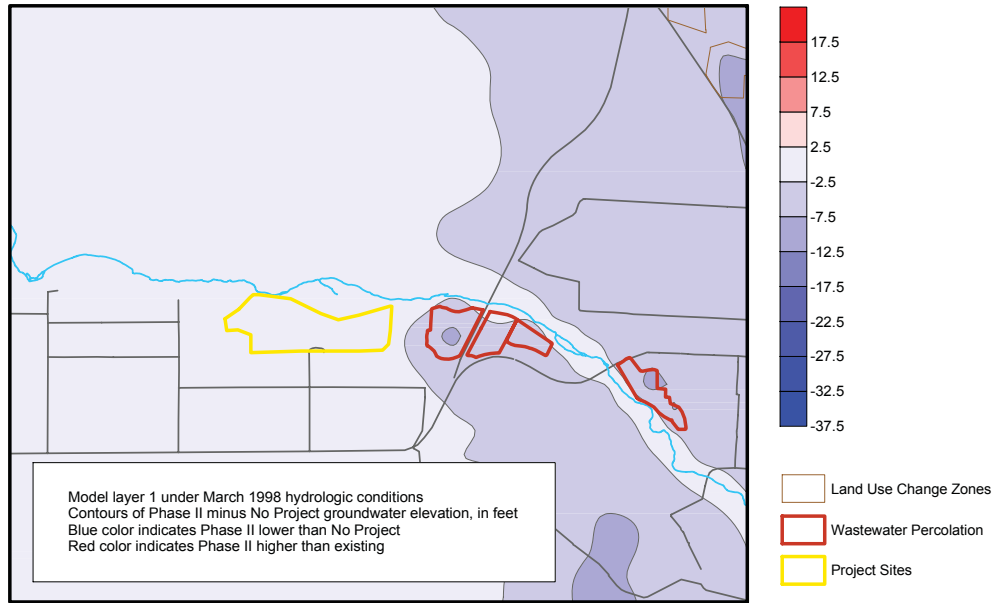 17.5
12.5
7.5
2.5
-2.5
-7.5
-12.5
-17.5
-22.5
-27.5
-32.5
-37.5
Model layer 1 under March 1998 hydrologic conditions
Contours of Phase II minus No Project groundwater elevation, in feet
Blue color indicates Phase II lower than No Project
Red color indicates Phase II higher than existing
Land Use Change Zones
Wastewater Percolation
Project Sites